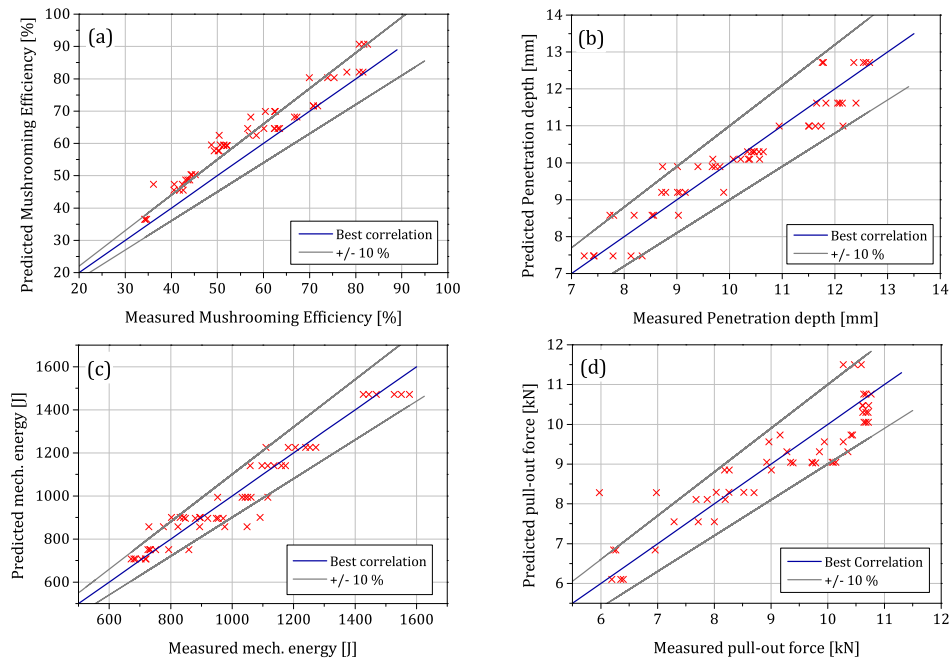 (a)
Predicted Mushrooming Efficiency [%]
100
90
80
70
60
50
40
30
20
20 30 40 50 60 70 80 90 100
Measured Mushrooming Efficiency [%]
Best correlation
+/- 10 %
(b)
Predicted Penetration depth [mm]
14
13
12
11
10
9
8
7
7 8 9 10 11 12 13 14
Measured Penetration depth [mm]
Best correlation
+/- 10 %
(c)
Predicted mech. energy [J]
1600
1400
1200
1000
800
600
600 800 1000 1200 1400 1600
Measured mech. energy [J]
Best correlation
+/- 10 %
(d)
Predicted pull-out force [kN]
12
11
10
9
8
7
6
6 7 8 9 10 11 12
Measured pull-out force [kN]
Best Correlation
+/- 10 %